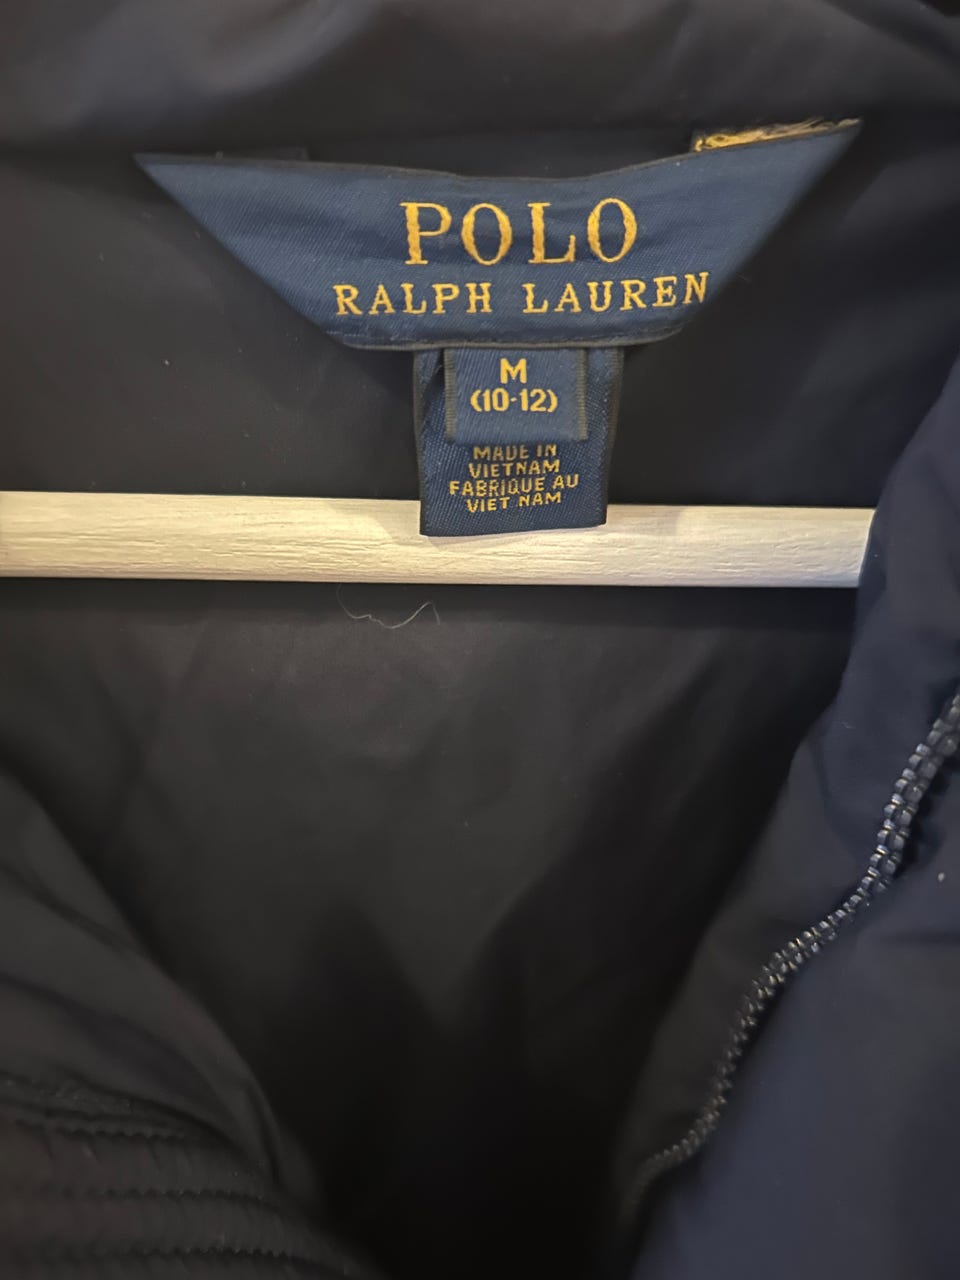 POLO
RALPH LAUREN
M
(10-12)
MADE IN
VIETNAM
FABRIQUE AU
VIET NAM